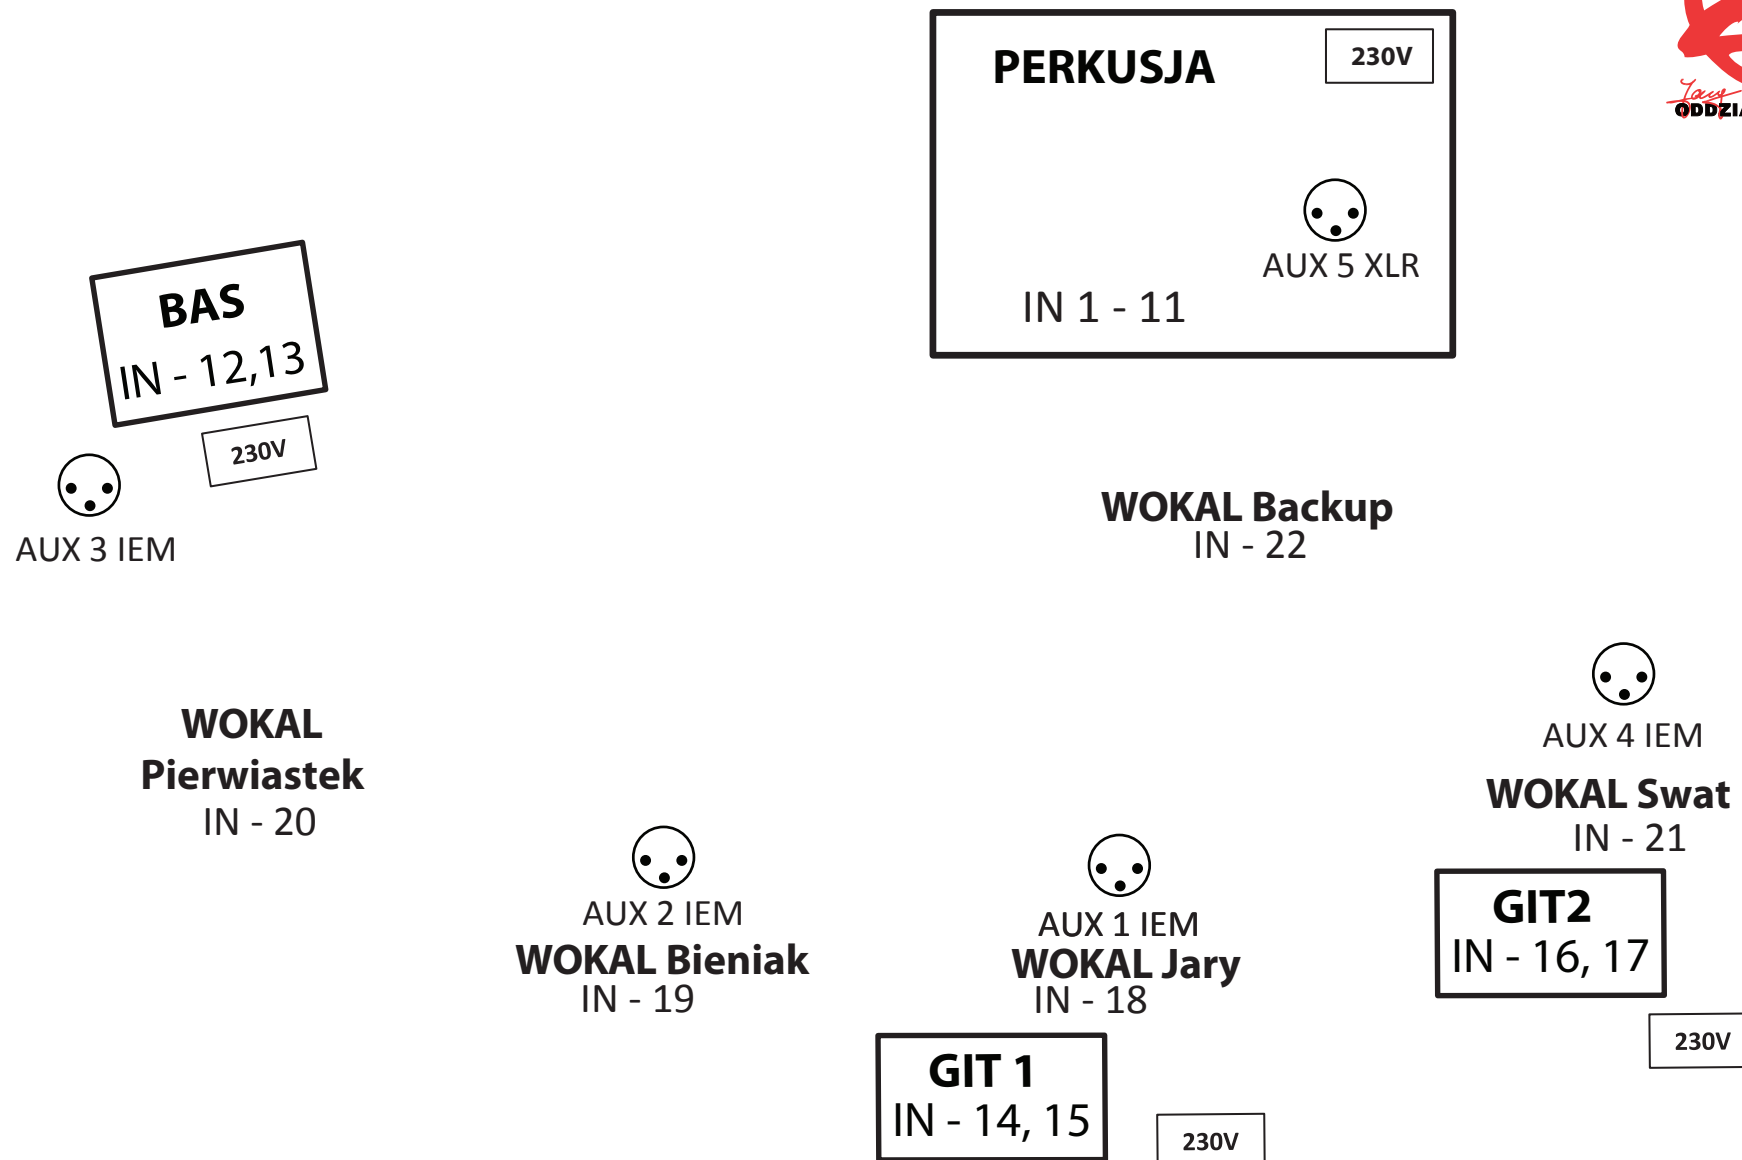 PERKUSJA
230V
AUX 5 XLR
IN 1 - 11
BAS
IN - 12,13
230V
AUX 3 IEM
WOKAL Backup
IN - 22
WOKAL
Pierwiastek
IN - 20
AUX 4 IEM
WOKAL Swat
IN - 21
GIT2
IN - 16, 17
230V
AUX 2 IEM
WOKAL Bieniak
IN - 19
AUX 1 IEM
WOKAL Jary
IN - 18
GIT 1
IN - 14, 15
230V
Jary